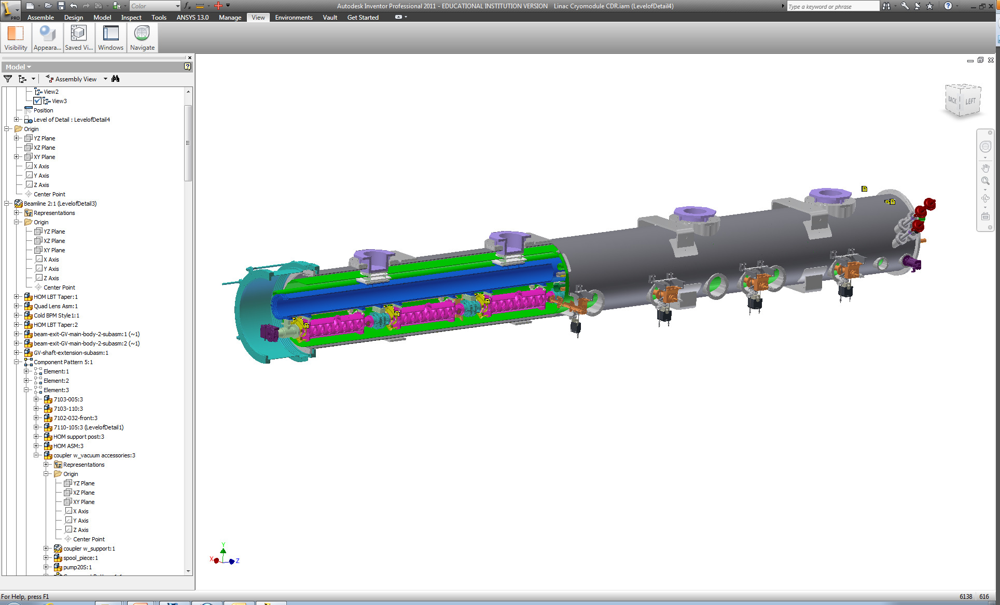 PRO
Color
Autodesk Inventor Professional 2011 - EDUCATIONAL INSTITUTION VERSION Linac Cryomodule CDR.iam (LevelofDetail4)
Type a keyword or phrase
Assemble Design Model Inspect Tools ANSYS 13.0 Manage View Environments Vault Get Started
Visibility Appeara... Saved Vi... Windows Navigate
Model
Assembly View
View2
View3
Position
Level of Detail : LevelofDetail4
Origin
YZ Plane
XZ Plane
XY Plane
X Axis
Y Axis
Z Axis
Center Point
Beamline 2:1 (LevelofDetail3)
Representations
Origin
YZ Plane
XZ Plane
XY Plane
X Axis
Y Axis
Z Axis
Center Point
HOM LBT Taper:1
Quad Lens Asm:1
Cold BPM Style1:1
HOM LBT Taper:2
beam-exit-GV-main-body-2-subasm:1 (~1)
beam-exit-GV-main-body-2-subasm:2 (~1)
GV-shaft-extension-subasm:1
Component Pattern 5:1
Element:1
Element:2
Element:3
7103-005:3
7103-110:3
7102-032-front:3
7110-105:3 (LevelofDetail1)
HOM support post:3
HOM ASM:3
coupler w_vacuum accessories:3
Representations
Origin
YZ Plane
XZ Plane
XY Plane
X Axis
Y Axis
Z Axis
Center Point
coupler w_support:1
spool_piece:1
pump20S:1
BACK LEFT
Y
X
Z
For Help, press F1
6138 616